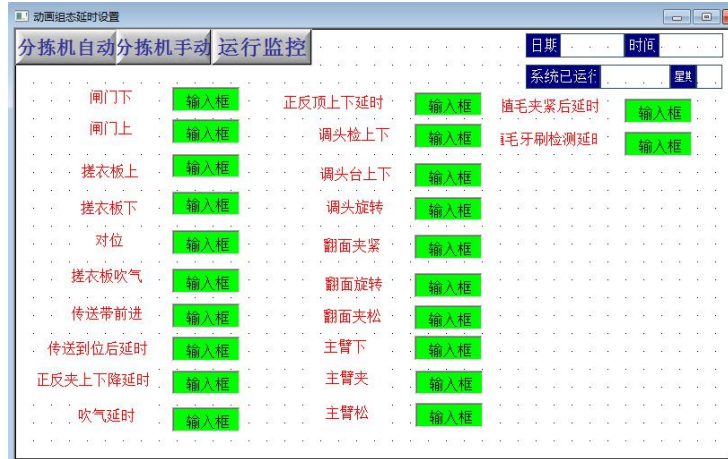 动画组态延时设置
分拣机自动 分拣机手动 运行监控
日期 时间
系统已运行 星期
闸门下 输入框 正反顶上下延时 输入框 植毛夹紧后延时 输入框
闸门上 输入框 调头检上下 输入框 植毛牙刷检测延时 输入框
搓衣板上 输入框 调头台上下 输入框
搓衣板下 输入框 调头旋转 输入框
对位 输入框 翻面夹紧 输入框
搓衣板吹气 输入框 翻面旋转 输入框
传送带前进 输入框 翻面夹松 输入框
传送到位后延时 输入框 主臂下 输入框
正反夹上下降延时 输入框 主臂夹 输入框
吹气延时 输入框 主臂松 输入框